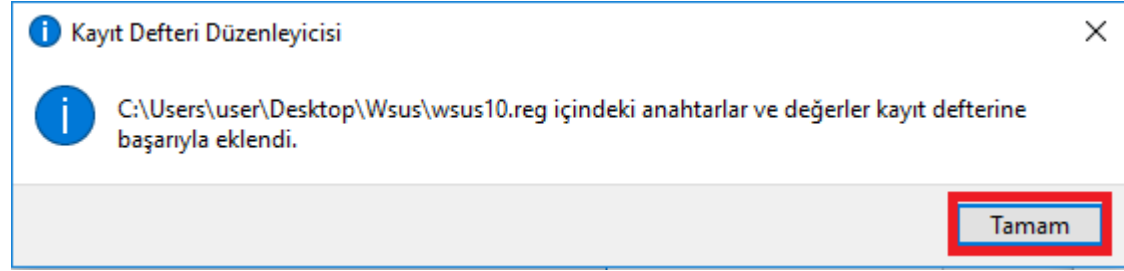 Kayıt Defteri Düzenleyicisi
C:\Users\user\Desktop\Wsus\wsus10.reg içindeki anahtarlar ve değerler kayıt defterine
başarıyla eklendi.
Tamam